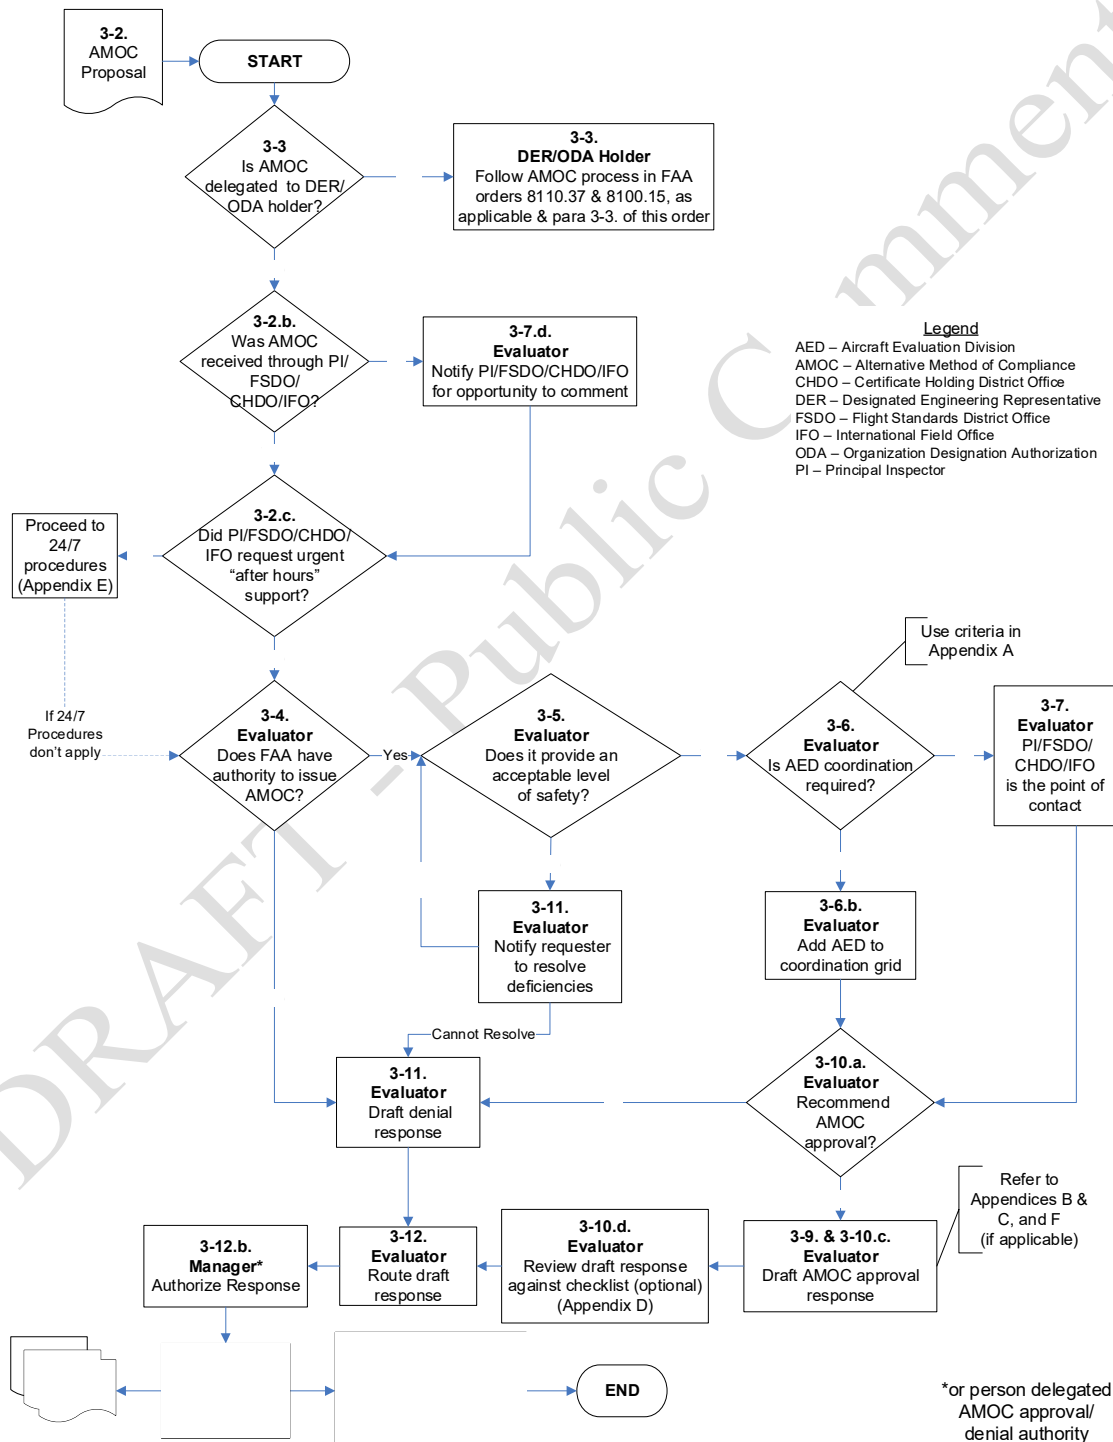 3-2.
AMOC
Proposal
START
3-3
Is AMOC
delegated to DER/
ODA holder?
3-3.
DER/ODA Holder
Follow AMOC process in FAA
orders 8110.37 & 8100.15, as
applicable & para 3-3. of this order
3-2.b.
Was AMOC
received through PI/
FSDO/
CHDO/IFO?
3-7.d.
Evaluator
Notify PI/FSDO/CHDO/IFO
for opportunity to comment
Legend
AED – Aircraft Evaluation Division
AMOC – Alternative Method of Compliance
CHDO – Certificate Holding District Office
DER – Designated Engineering Representative
FSDO – Flight Standards District Office
IFO – International Field Office
ODA – Organization Designation Authorization
PI – Principal Inspector
3-2.c.
Did PI/FSDO/CHDO/
IFO request urgent
“after hours”
support?
Proceed to
24/7
procedures
(Appendix E)
If 24/7
Procedures
don’t apply
3-4.
Evaluator
Does FAA have
authority to issue
AMOC?
Yes
3-5.
Evaluator
Does it provide an
acceptable level
of safety?
Use criteria in
Appendix A
3-6.
Evaluator
Is AED coordination
required?
3-7.
Evaluator
PI/FSDO/
CHDO/IFO
is the point of
contact
3-11.
Evaluator
Notify requester
to resolve
deficiencies
3-6.b.
Evaluator
Add AED to
coordination grid
Cannot Resolve
3-11.
Evaluator
Draft denial
response
3-10.a.
Evaluator
Recommend
AMOC
approval?
Refer to
Appendices B &
C, and F
(if applicable)
3-12.b.
Manager*
Authorize Response
3-12.
Evaluator
Route draft
response
3-10.d.
Evaluator
Review draft response
against checklist (optional)
(Appendix D)
3-9. & 3-10.c.
Evaluator
Draft AMOC approval
response
END
*or person delegated
AMOC approval/
denial authority
DRAFT - Public Comment